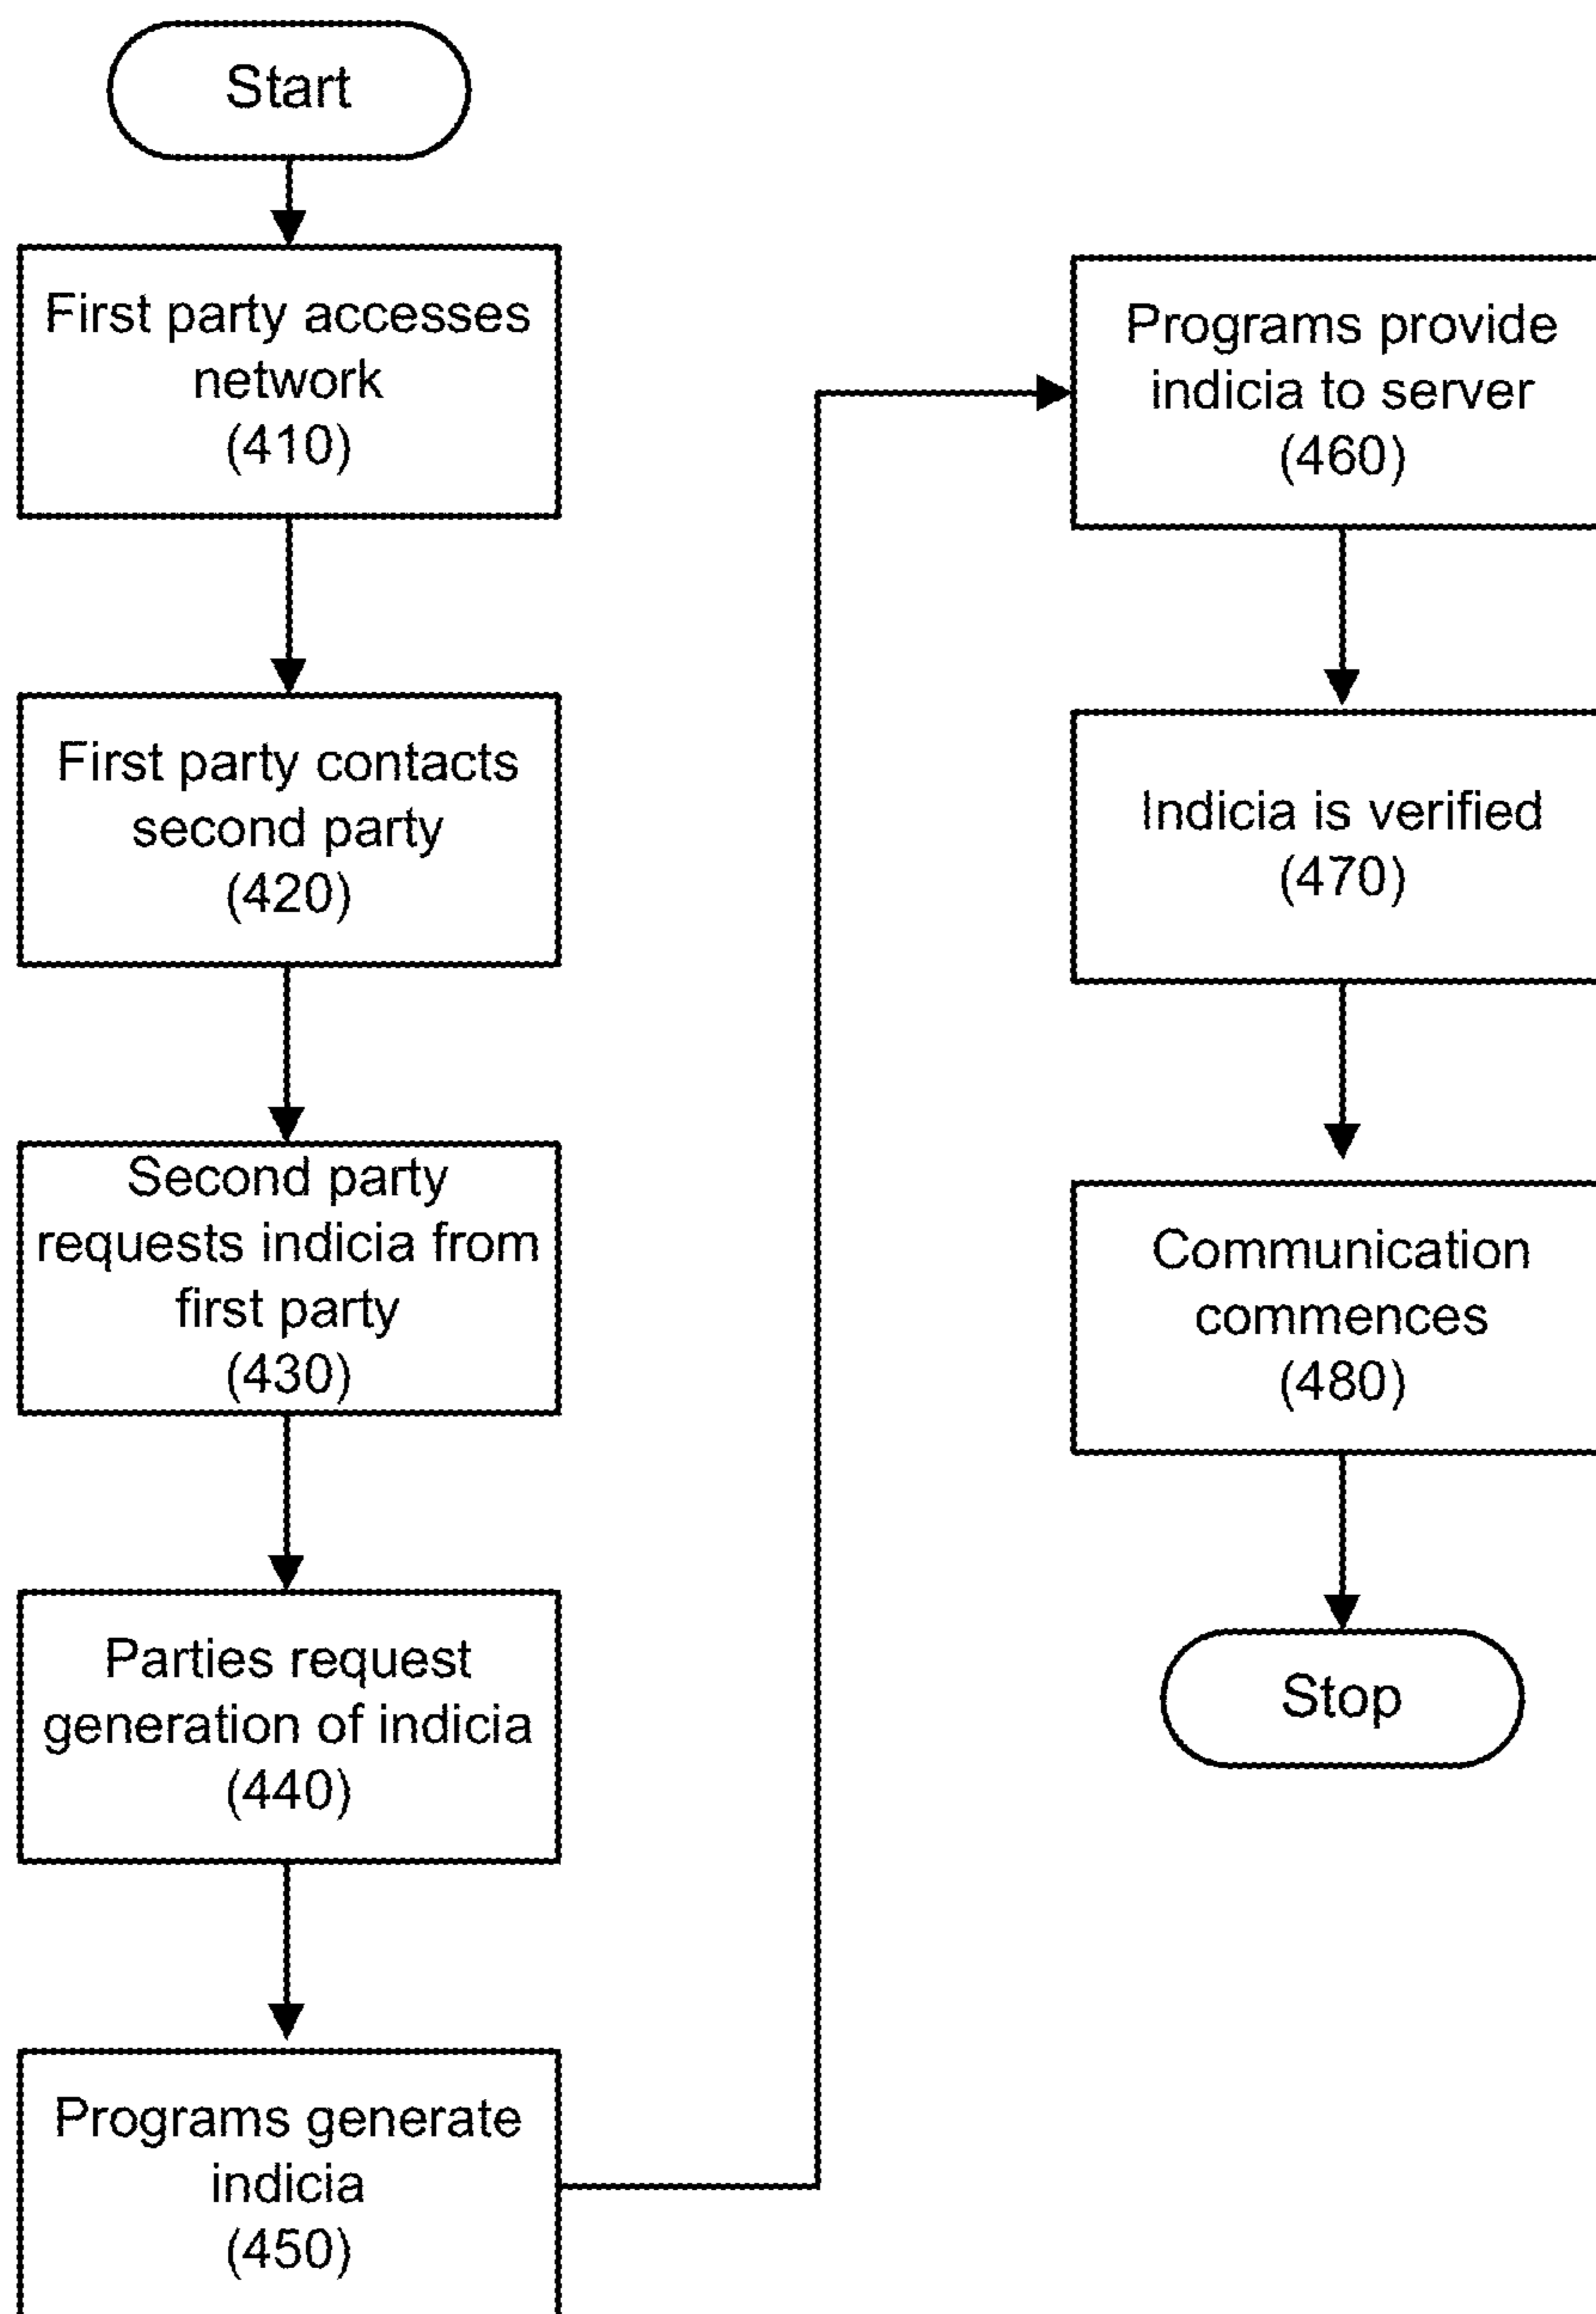 Start
First party accesses
network
(410)
First party contacts
second party
(420)
Second party
requests indicia from
first party
(430)
Parties request
generation of indicia
(440)
Programs generate
indicia
(450)
Programs provide
indicia to server
(460)
Indicia is verified
(470)
Communication
commences
(480)
Stop